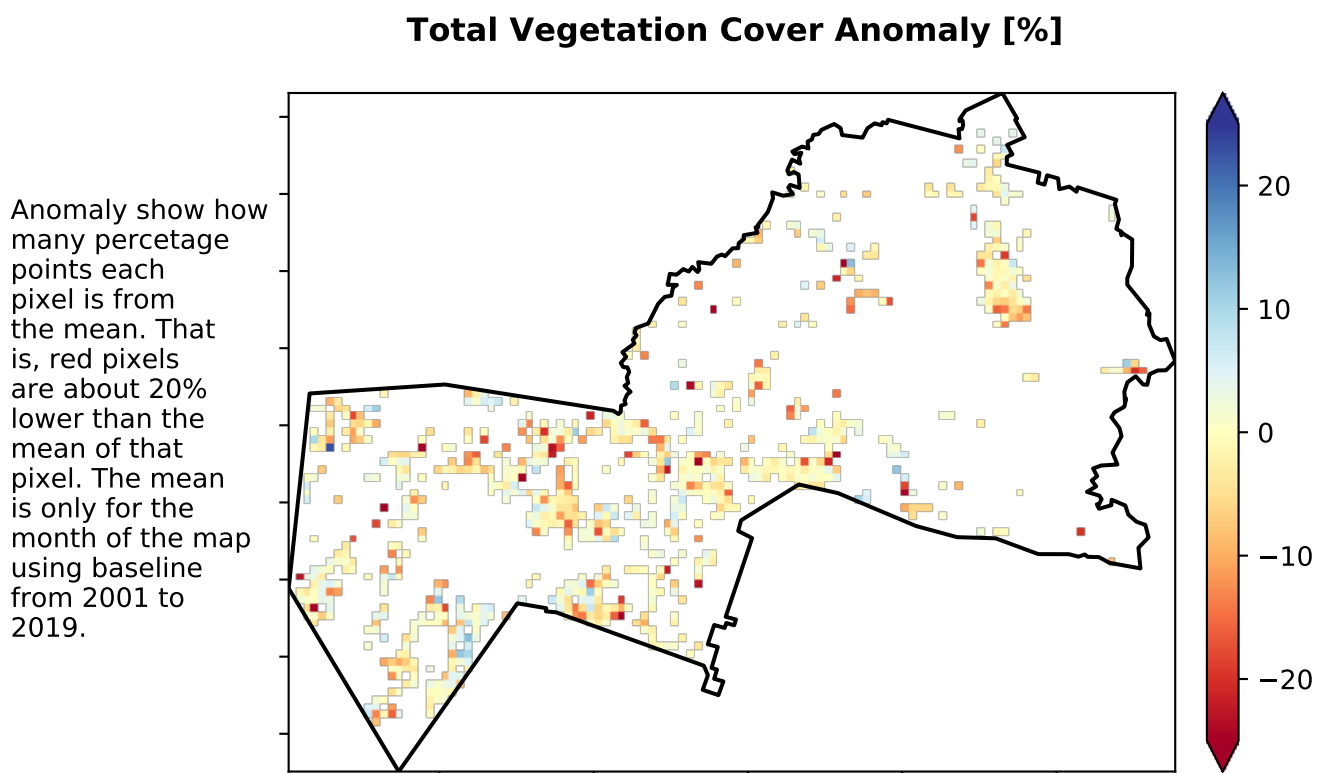 Total Vegetation Cover Anomaly [%]
Anomaly show how
many percetage
points each
pixel is from
the mean. That
is, red pixels
are about 20%
lower than the
mean of that
pixel. The mean
is only for the
month of the map
using baseline
from 2001 to
2019.
20
10
0
−10
−20